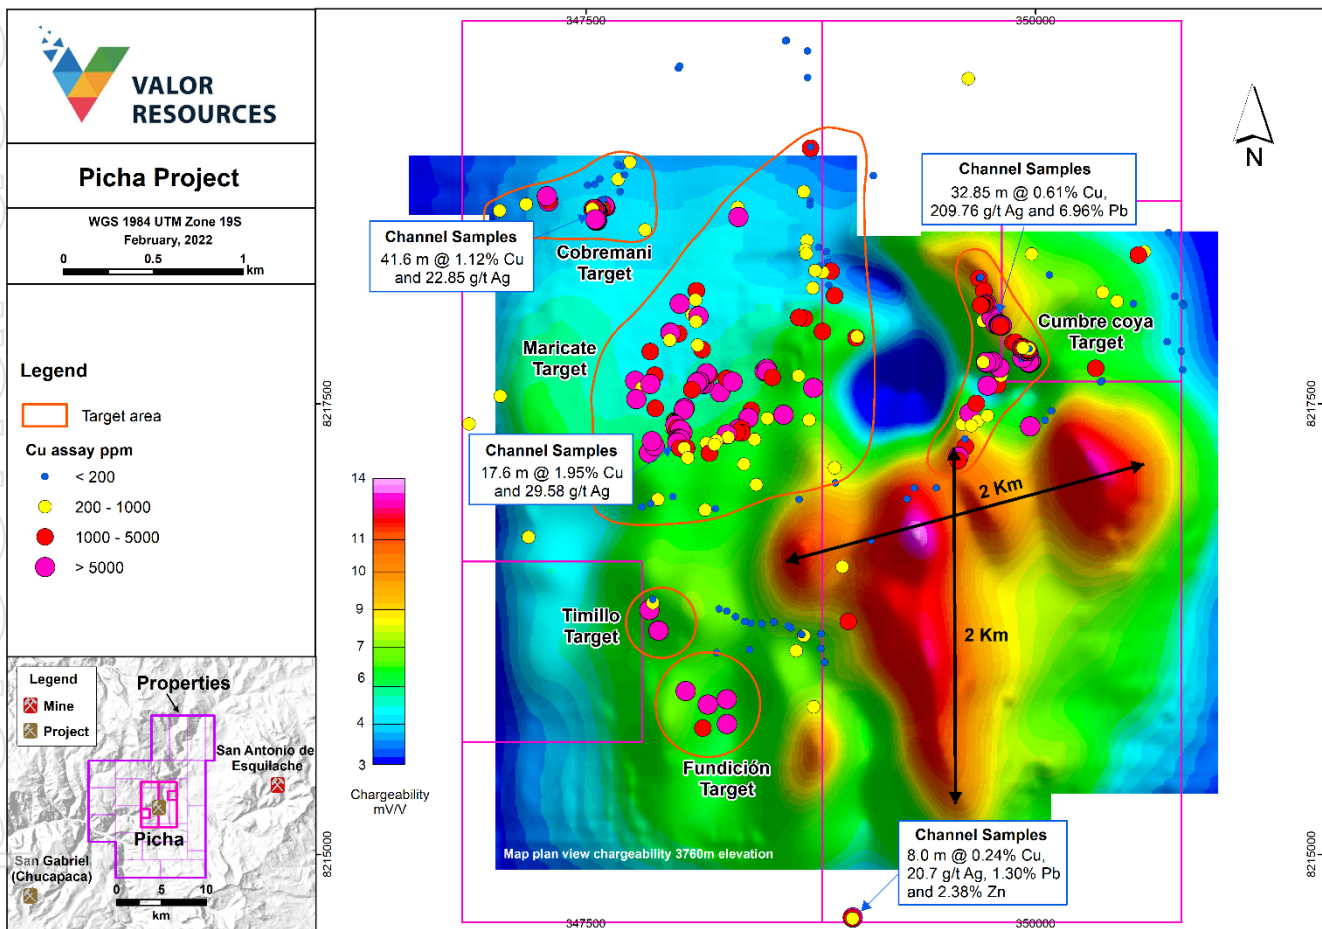 VALOR
RESOURCES
Picha Project
WGS 1984 UTM Zone 19S
February, 2022
0 0.5 1
km
Legend
Target area
Cu assay ppm
< 200
200 - 1000
1000 - 5000
> 5000
14
11
10
9
7
6
4
3
Chargeability
mV/V
Legend
Mine
Project
Properties
San Antonio de
Esquilache
Picha
San Gabriel
(Chucapaca)
0 5 10
km
347500
350000
8217500
8215000
N
Channel Samples
32.85 m @ 0.61% Cu,
209.76 g/t Ag and 6.96% Pb
Channel Samples
41.6 m @ 1.12% Cu
and 22.85 g/t Ag
Cobremani
Target
Cumbre coya
Target
Maricate
Target
Channel Samples
17.6 m @ 1.95% Cu
and 29.58 g/t Ag
2 Km
2 Km
Timillo
Target
Fundición
Target
Channel Samples
8.0 m @ 0.24% Cu,
20.7 g/t Ag, 1.30% Pb
and 2.38% Zn
Map plan view chargeability 3760m elevation
8217500
8215000
347500
350000